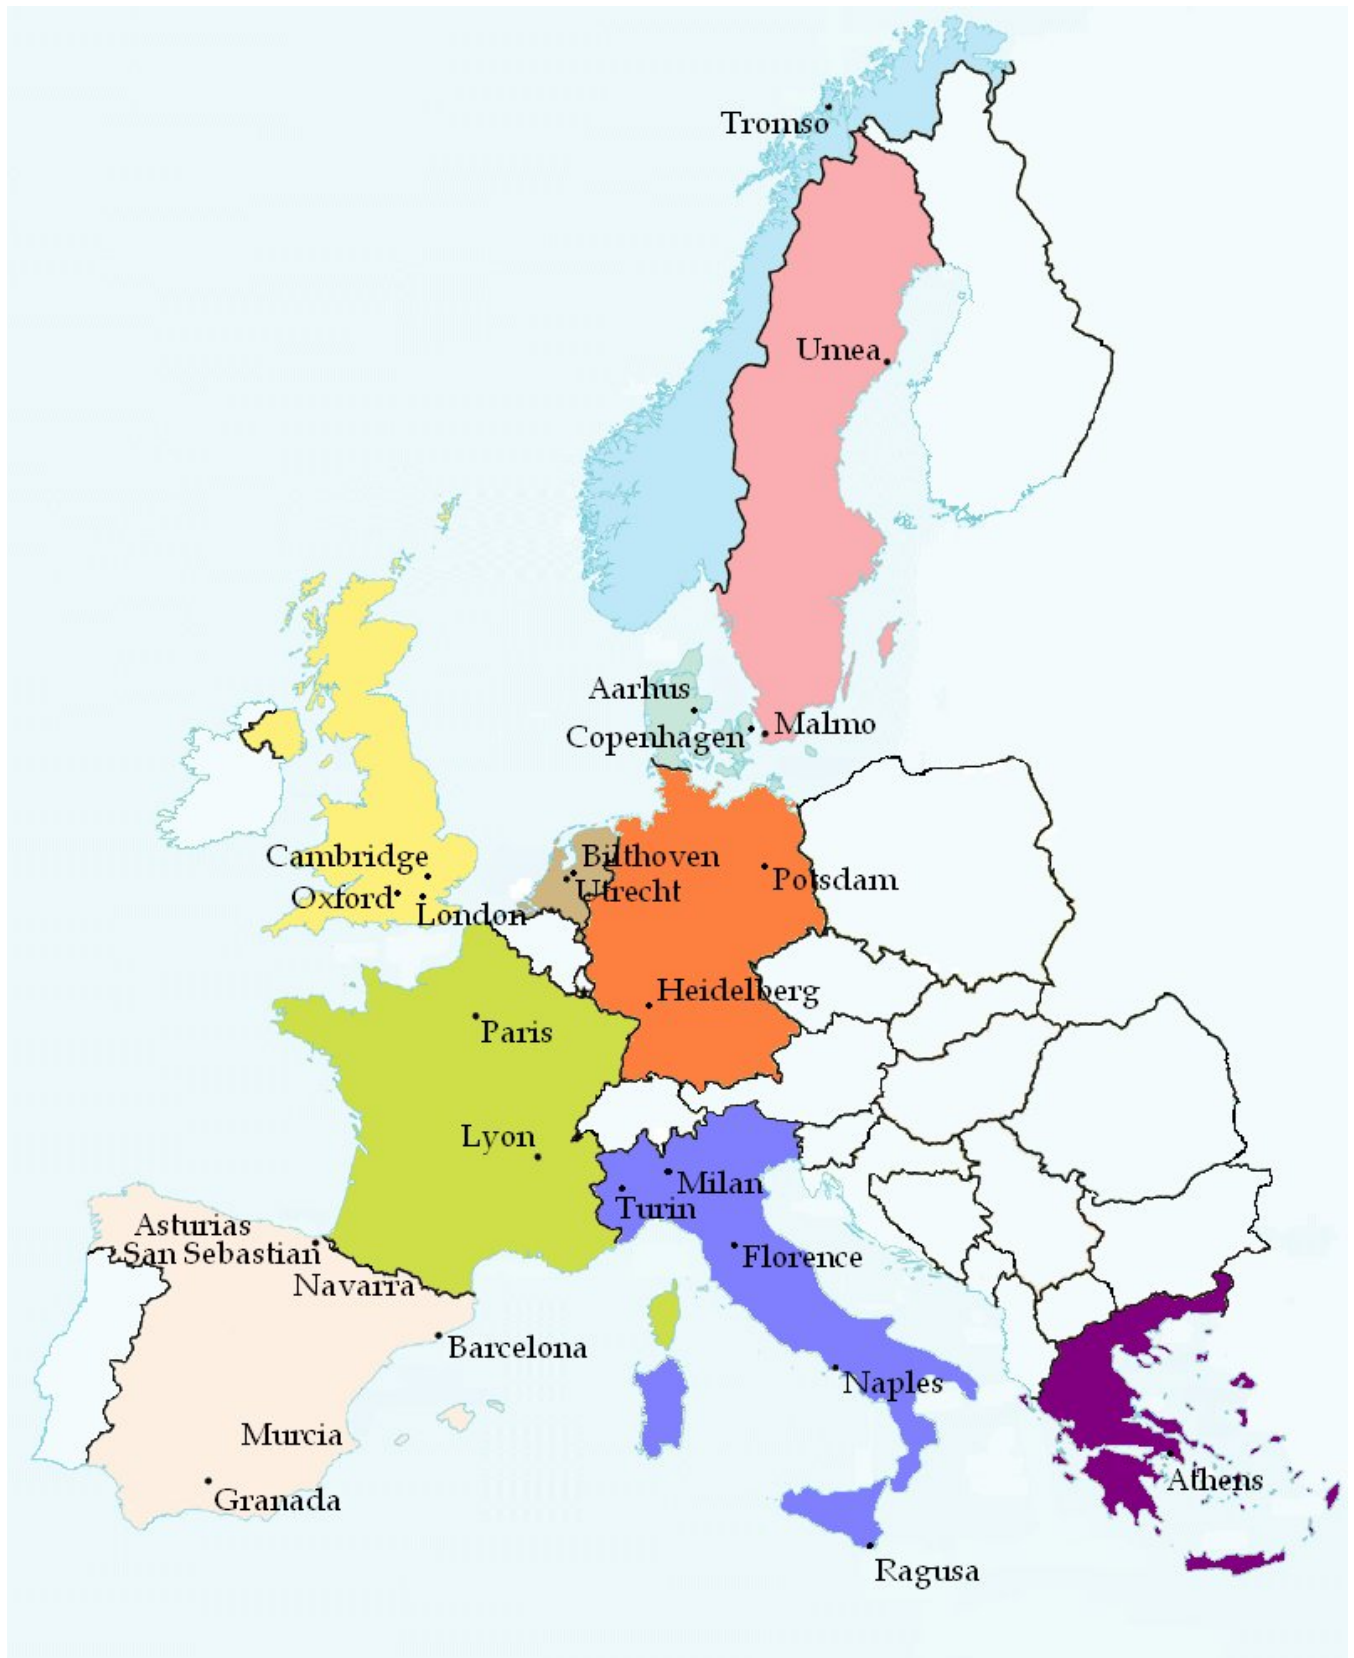 Tromso
Umea
Aarhus
Malmo
Copenhagen
Cambridge
Bilthoven
Oxford
Utrecht
Potsdam
London
Heidelberg
Paris
Lyon
Milan
Turin
Asturias
San Sebastian
Florence
Navarra
Barcelona
Naples
Murcia
Athens
Granada
Ragusa